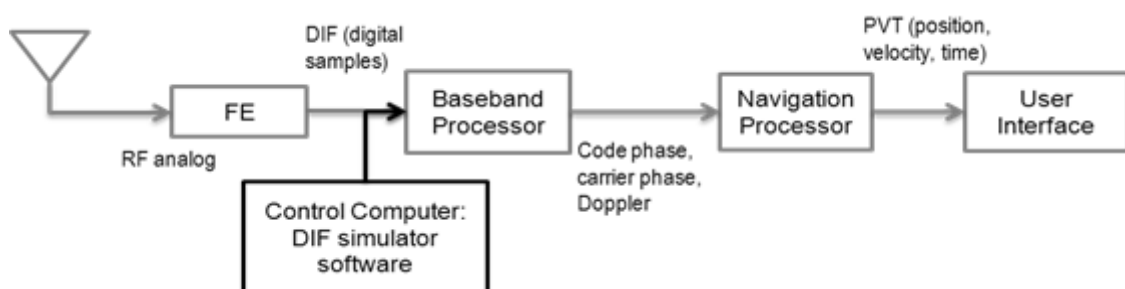 DIF (digital
samples)
PVT (position,
velocity, time)
FE
Baseband
Processor
Navigation
Processor
User
Interface
RF analog
Code phase,
carrier phase,
Doppler
Control Computer:
DIF simulator
software